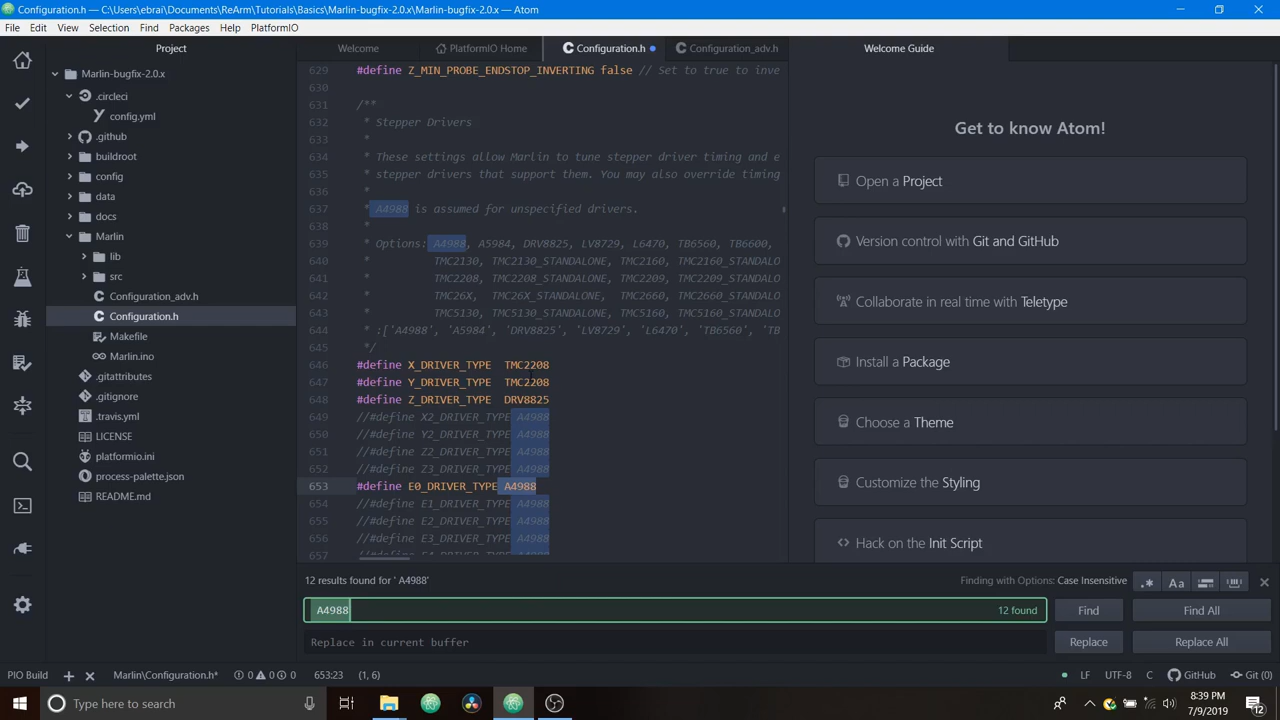 Configuration.h — C:\Users\ebrai\Documents\ReArm\Tutorials\Basics\Marlin-bugfix-2.0.x\Marlin-bugfix-2.0.x — Atom
File Edit View Selection Find Packages Help PlatformIO
Project
Welcome
PlatformIO Home
Configuration.h
Configuration_adv.h
Welcome Guide
Marlin-bugfix-2.0.x
.circleci
config.yml
.github
buildroot
config
data
docs
Marlin
lib
src
Configuration_adv.h
Configuration.h
Makefile
Marlin.ino
.gitattributes
.gitignore
.travis.yml
LICENSE
platformio.ini
process-palette.json
README.md
629 #define Z_MIN_PROBE_ENDSTOP_INVERTING false // Set to true to inve
630
631 /**
632 * Stepper Drivers
633 *
634 * These settings allow Marlin to tune stepper driver timing and e
635 * stepper drivers that support them. You may also override timing
636 *
637 * A4988 is assumed for unspecified drivers.
638 *
639 * Options: A4988, A5984, DRV8825, LV8729, L6470, TB6560, TB6600,
640 * TMC2130, TMC2130_STANDALONE, TMC2160, TMC2160_STANDALO
641 * TMC2208, TMC2208_STANDALONE, TMC2209, TMC2209_STANDALO
642 * TMC26X, TMC26X_STANDALONE, TMC2660, TMC2660_STANDALO
643 * TMC5130, TMC5130_STANDALONE, TMC5160, TMC5160_STANDALO
644 * :['A4988', 'A5984', 'DRV8825', 'LV8729', 'L6470', 'TB6560', 'TB
645 */
646 #define X_DRIVER_TYPE TMC2208
647 #define Y_DRIVER_TYPE TMC2208
648 #define Z_DRIVER_TYPE DRV8825
649 //#define X2_DRIVER_TYPE A4988
650 //#define Y2_DRIVER_TYPE A4988
651 //#define Z2_DRIVER_TYPE A4988
652 //#define Z3_DRIVER_TYPE A4988
653 #define E0_DRIVER_TYPE A4988
654 //#define E1_DRIVER_TYPE A4988
655 //#define E2_DRIVER_TYPE A4988
656 //#define E3_DRIVER_TYPE A4988
657 //#define E4_DRIVER_TYPE A4988
Get to know Atom!
Open a Project
Version control with Git and GitHub
Collaborate in real time with Teletype
Install a Package
Choose a Theme
Customize the Styling
Hack on the Init Script
12 results found for ' A4988'
Finding with Options: Case Insensitive
.* Aa
A4988
12 found
Find
Find All
Replace in current buffer
Replace
Replace All
PIO Build + × Marlin\Configuration.h* 0 0 0 653:23 (1, 6)
LF UTF-8 C GitHub Git (0)
Type here to search
8:39 PM
7/9/2019
12